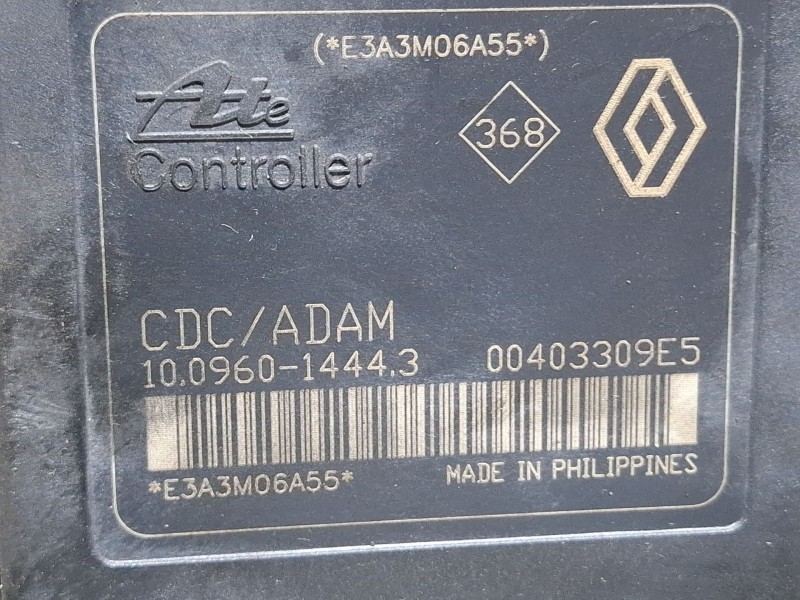 (*E3A3M06A55*)
Ate
368
Controller
CDC/ADAM
10.0960-1444.3 00403309E5
*E3A3M06A55* MADE IN PHILIPPINES